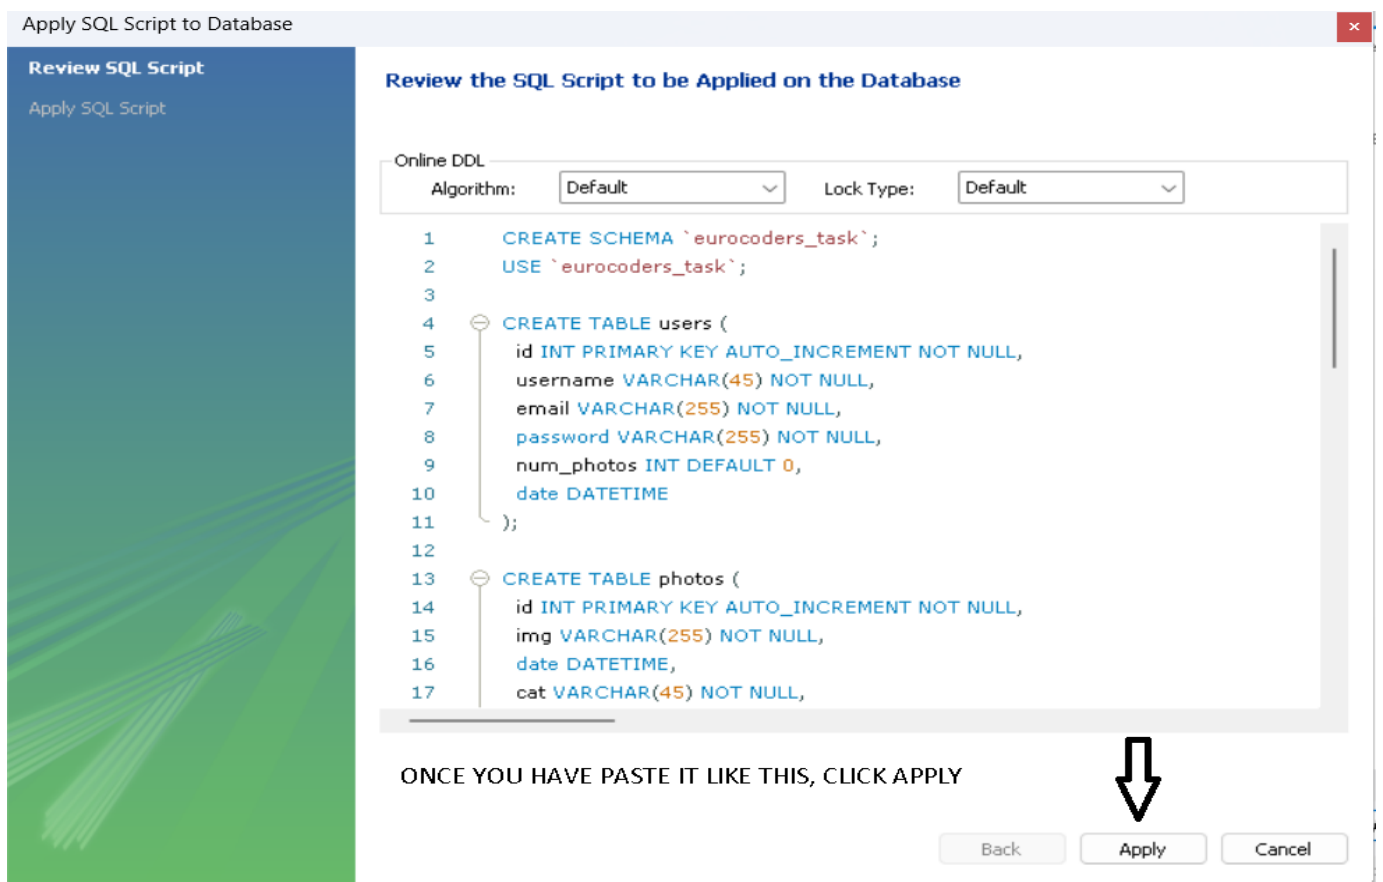 Apply SQL Script to Database
Review SQL Script
Apply SQL Script
Review the SQL Script to be Applied on the Database
Online DDL
Algorithm: Default Lock Type: Default
1 CREATE SCHEMA `eurocoders_task`;
2 USE `eurocoders_task`;
3
4 CREATE TABLE users (
5 id INT PRIMARY KEY AUTO_INCREMENT NOT NULL,
6 username VARCHAR(45) NOT NULL,
7 email VARCHAR(255) NOT NULL,
8 password VARCHAR(255) NOT NULL,
9 num_photos INT DEFAULT 0,
10 date DATETIME
11 );
12
13 CREATE TABLE photos (
14 id INT PRIMARY KEY AUTO_INCREMENT NOT NULL,
15 img VARCHAR(255) NOT NULL,
16 date DATETIME,
17 cat VARCHAR(45) NOT NULL,
ONCE YOU HAVE PASTE IT LIKE THIS, CLICK APPLY
Back Apply Cancel